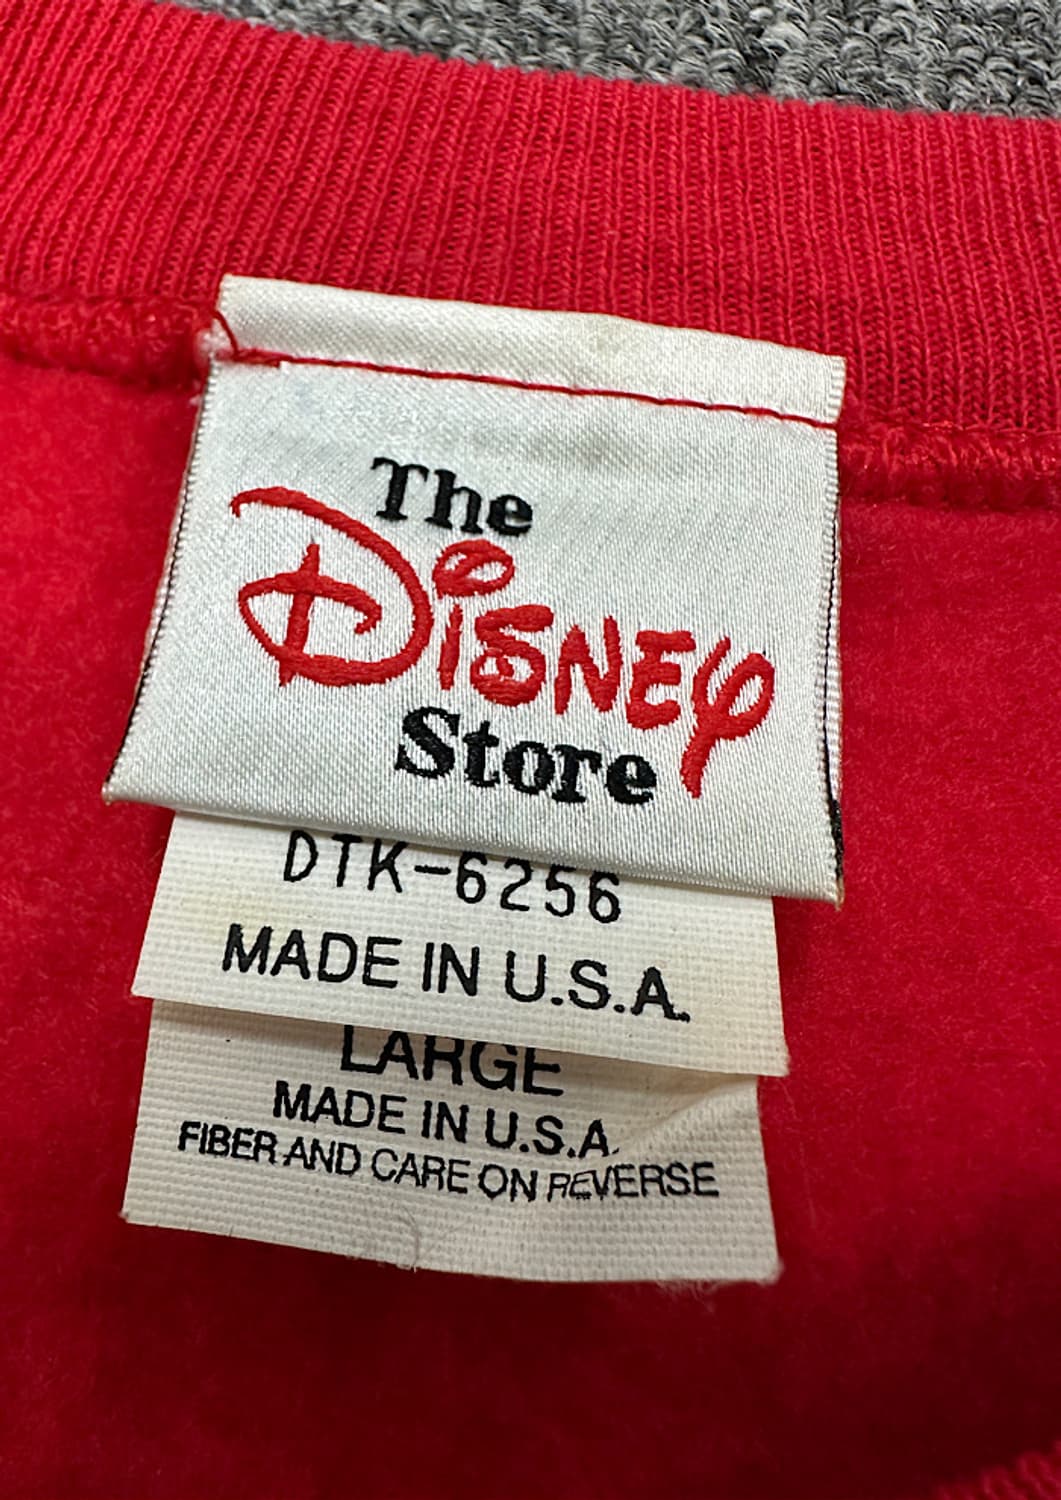 The
Disney
Store
DTK-6256
MADE IN U.S.A.
LARGE
MADE IN U.S.A.
FIBER AND CARE ON REVERSE